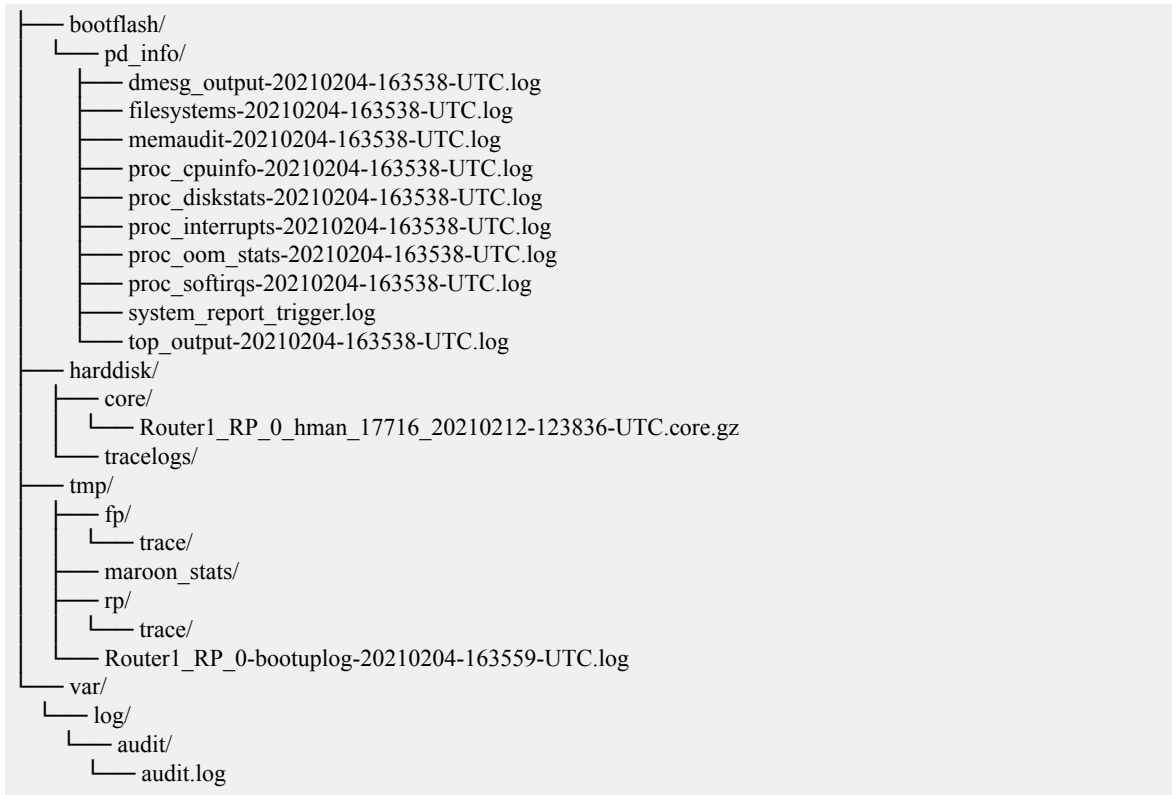 bootflash/
pd_info/
dmesg_output-20210204-163538-UTC.log
filesystems-20210204-163538-UTC.log
memaudit-20210204-163538-UTC.log
proc_cpuinfo-20210204-163538-UTC.log
proc_diskstats-20210204-163538-UTC.log
proc_interrupts-20210204-163538-UTC.log
proc_oom_stats-20210204-163538-UTC.log
proc_softirqs-20210204-163538-UTC.log
system_report_trigger.log
top_output-20210204-163538-UTC.log
harddisk/
core/
Router1_RP_0_hman_17716_20210212-123836-UTC.core.gz
tracelogs/
tmp/
fp/
trace/
maroon_stats/
rp/
trace/
Router1_RP_0-bootuplog-20210204-163559-UTC.log
var/
log/
audit/
audit.log